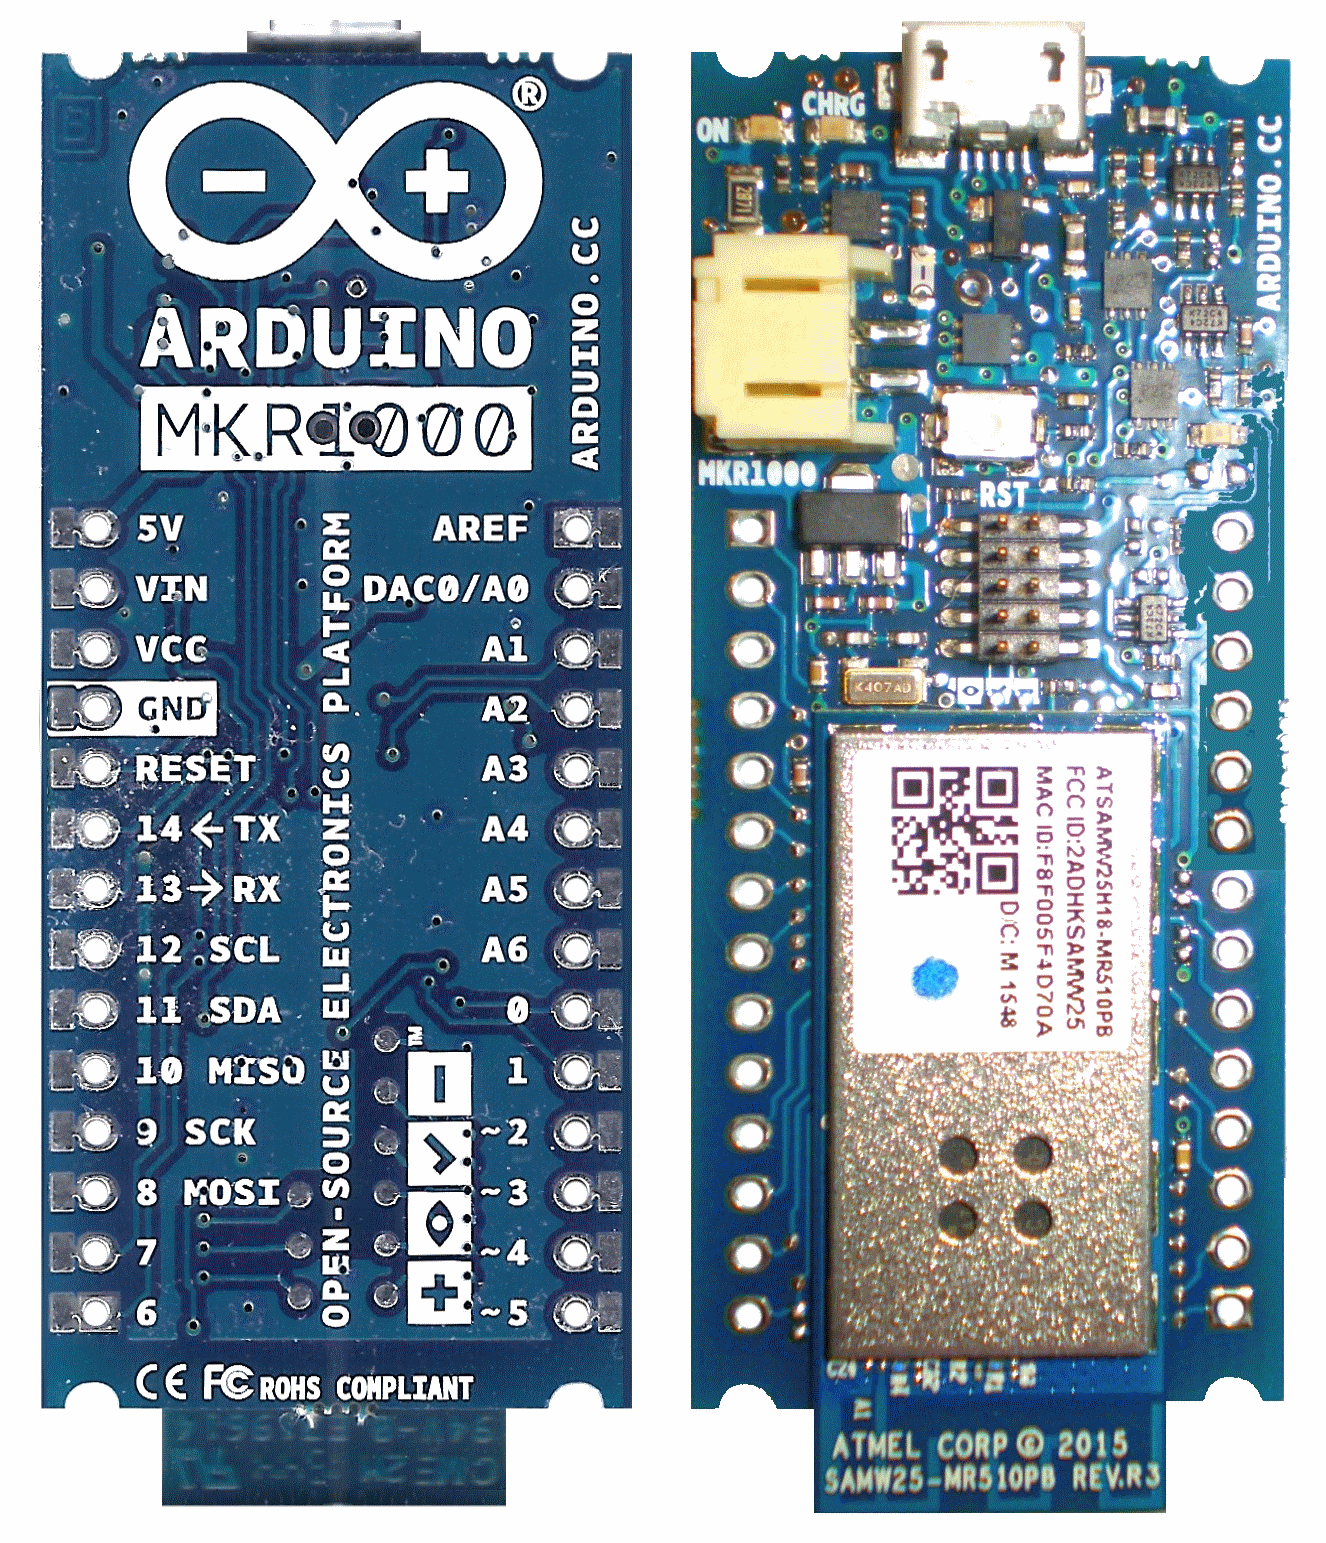 ®
ARDUINO
MKR1000
ARDUINO.CC
OPEN-SOURCE ELECTRONICS PLATFORM
TM
5V
VIN
VCC
GND
RESET
14←TX
13→RX
12 SCL
11 SDA
10 MISO
9 SCK
8 MOSI
7
6
AREF
DAC0/A0
A1
A2
A3
A4
A5
A6
0
1
~2
~3
~4
~5
CE FC ROHS COMPLIANT
ON
CHRG
ARDUINO.CC
2871
MKR1000
RST
K407AD
ATSAMW25H18-MR510PB
FCC ID:2ADHKSAMW25
MAC ID:F8F005F4D70A
D/C: M 1548
ATMEL CORP © 2015
SAMW25-MR510PB REV.R3